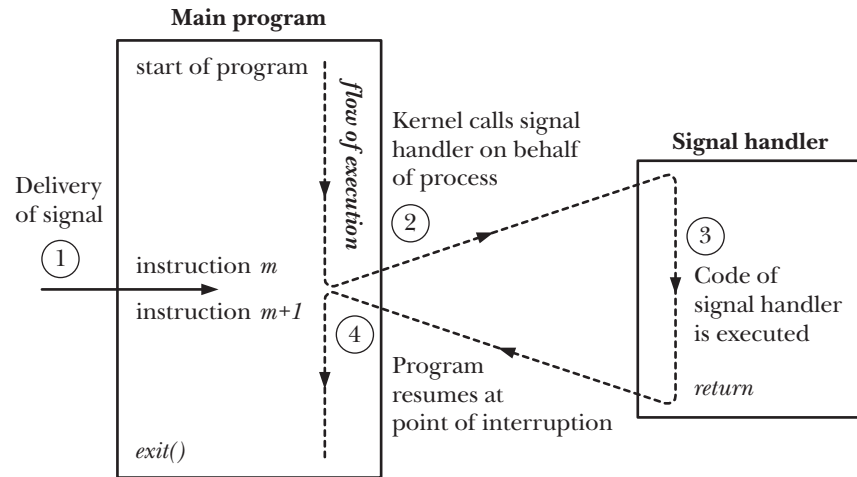 Main program
start of program
flow of execution
Kernel calls signal
handler on behalf
of process
Signal handler
Delivery
of signal
1
2
3
instruction m
instruction m+1
4
Code of
signal handler
is executed
Program
resumes at
point of interruption
return
exit()